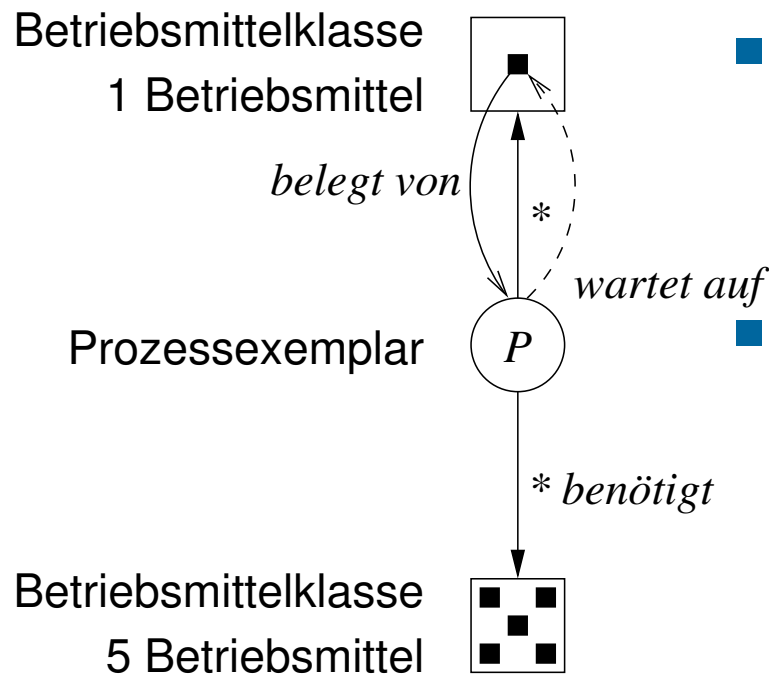 Betriebsmittelklasse
1 Betriebsmittel
belegt von
*
wartet auf
Prozessexemplar
P
* benötigt
Betriebsmittelklasse
5 Betriebsmittel